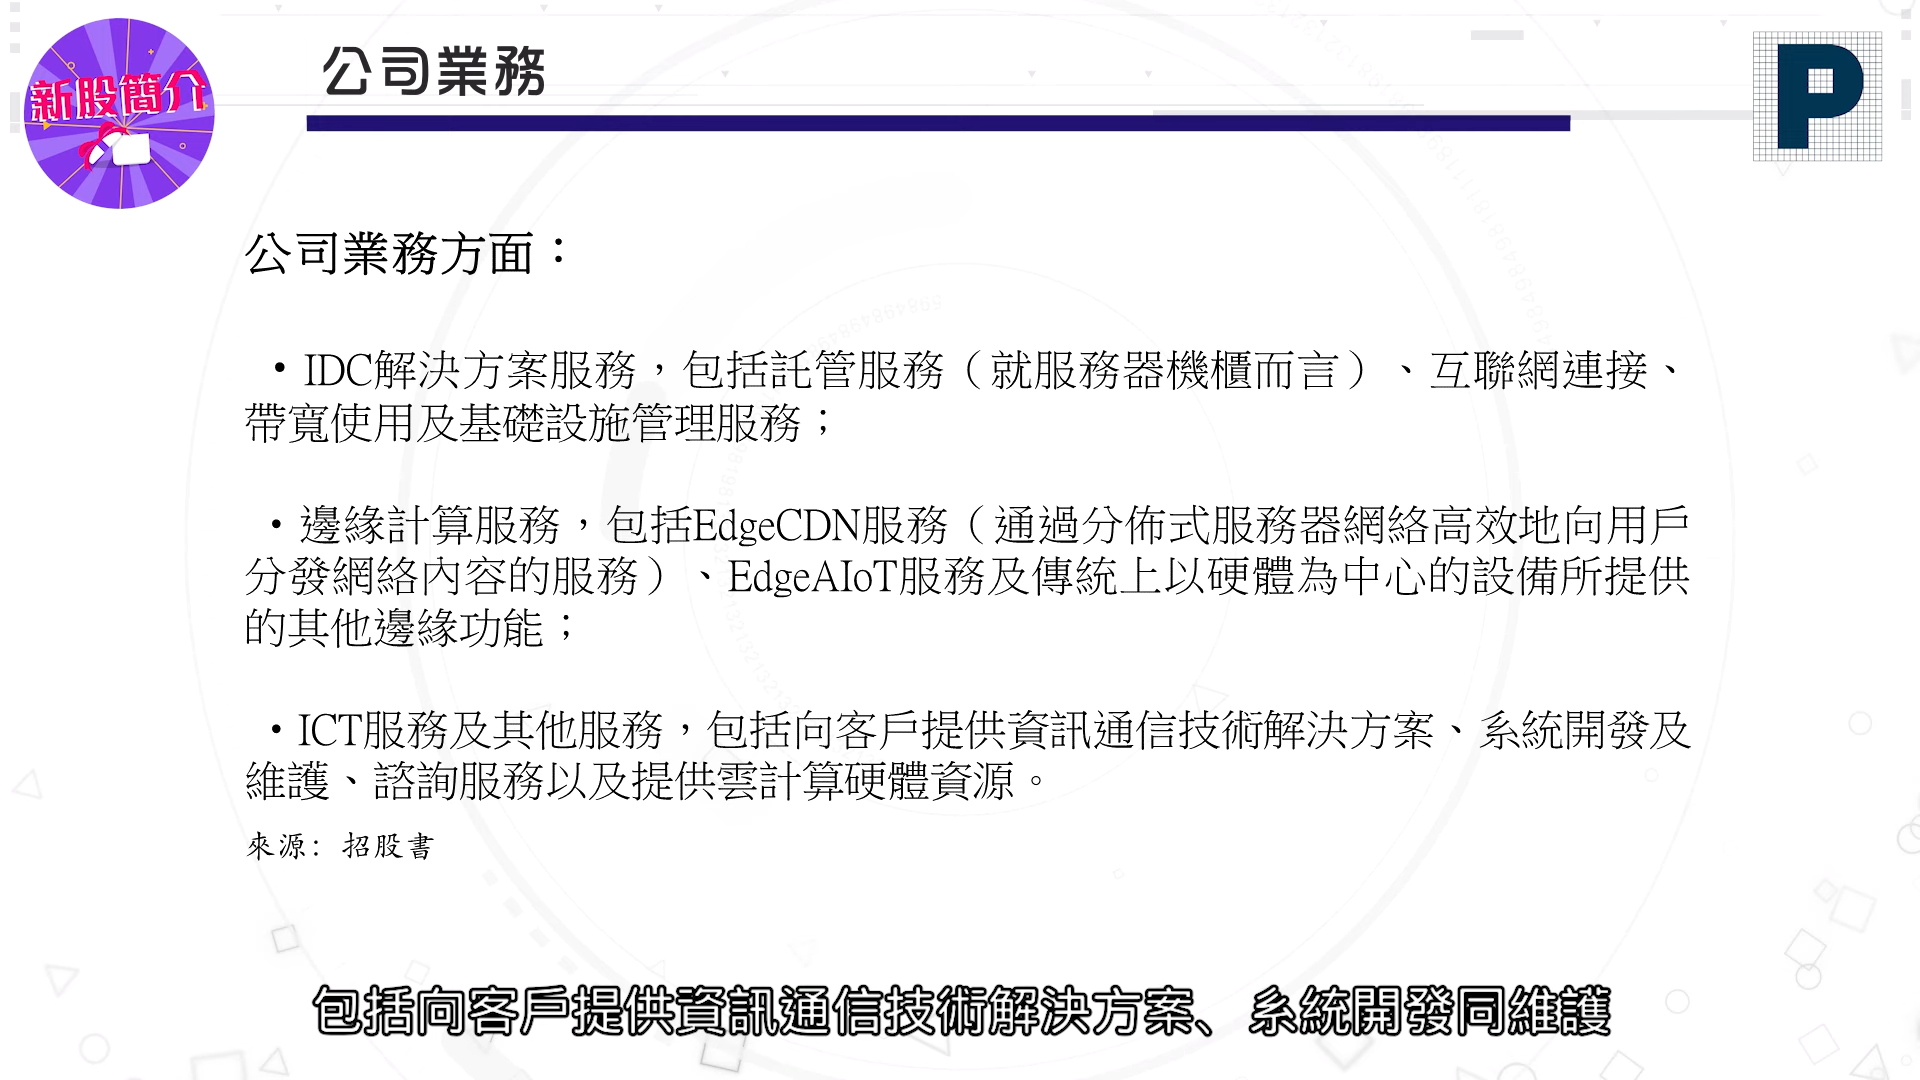 新股簡介
公司業務
P
公司業務方面：
・IDC解決方案服務，包括託管服務（就服務器機櫃而言）、互聯網連接、
帶寬使用及基礎設施管理服務；
・邊緣計算服務，包括EdgeCDN服務（通過分佈式服務器網絡高效地向用戶
分發網絡內容的服務）、EdgeAIoT服務及傳統上以硬體為中心的設備所提供
的其他邊緣功能；
・ICT服務及其他服務，包括向客戶提供資訊通信技術解決方案、系統開發及
維護、諮詢服務以及提供雲計算硬體資源。
來源: 招股書
包括向客戶提供資訊通信技術解決方案、系統開發同維護